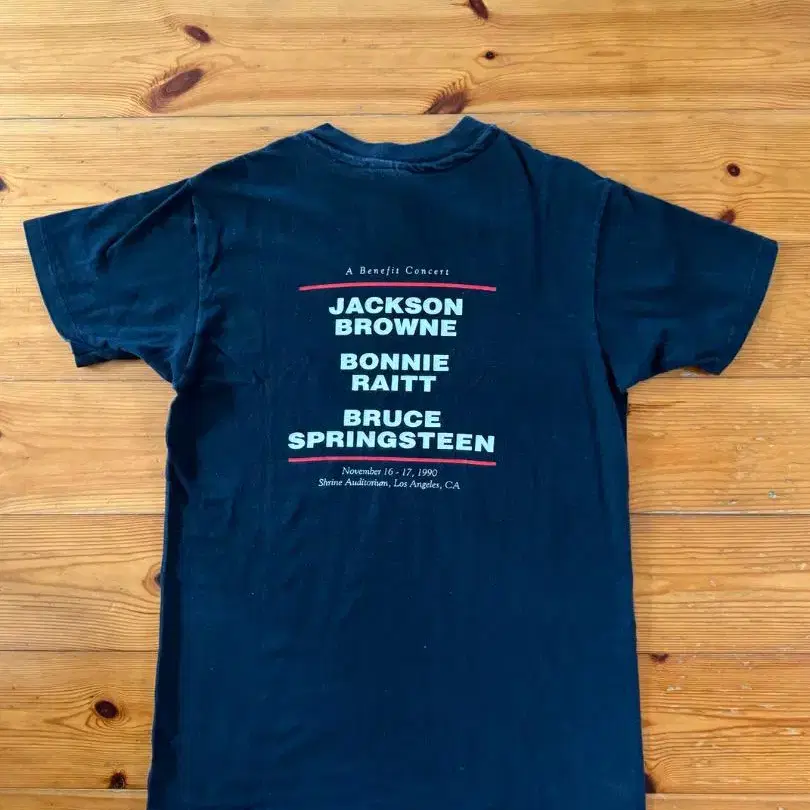 A Benefit Concert
JACKSON
BROWNE
BONNIE
RAITT
BRUCE
SPRINGSTEEN
November 16 - 17, 1990
Shrine Auditorium, Los Angeles, CA